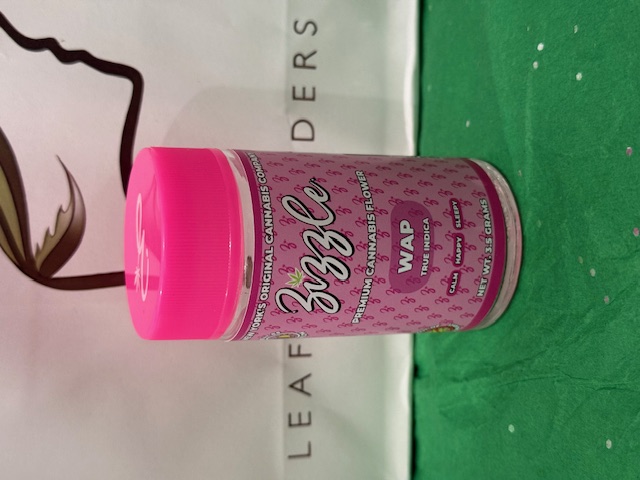 YORK'S ORIGINAL CANNABIS COMPANY
Zizzle
PREMIUM CANNABIS FLOWER
WAP
TRUE INDICA
CALM HAPPY SLEEPY
NET WT. 3.5 GRAMS
LEAF DERS